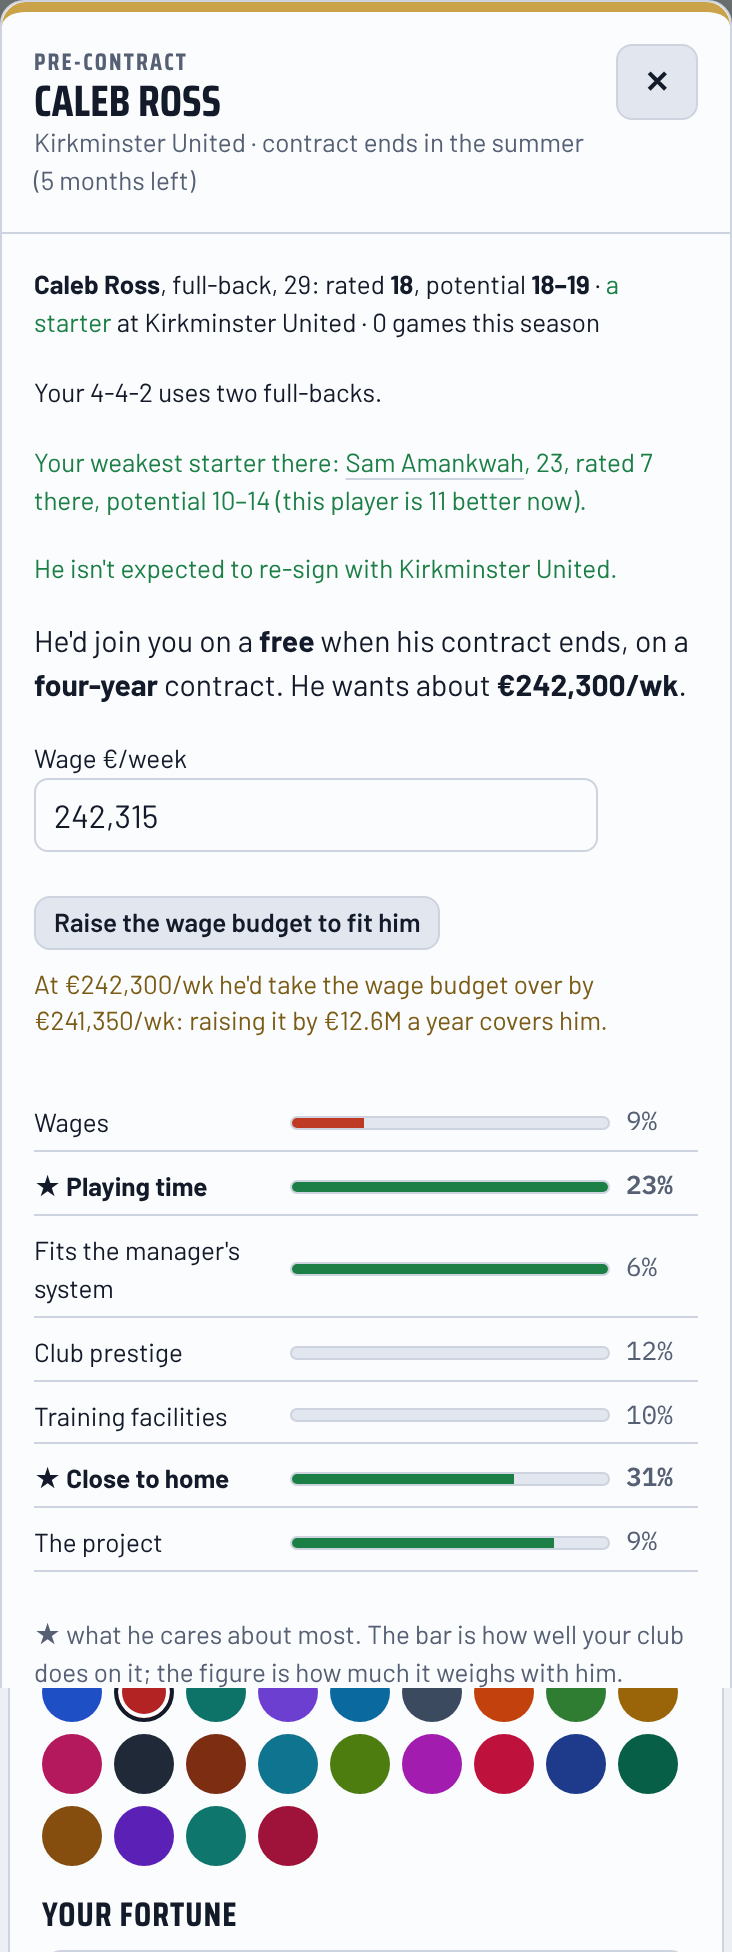 PRE-CONTRACT
CALEB ROSS
✕
Kirkminster United · contract ends in the summer
(5 months left)
Caleb Ross, full-back, 29: rated 18, potential 18–19 · a
starter at Kirkminster United · 0 games this season
Your 4-4-2 uses two full-backs.
Your weakest starter there: Sam Amankwah, 23, rated 7
there, potential 10–14 (this player is 11 better now).
He isn't expected to re-sign with Kirkminster United.
He'd join you on a free when his contract ends, on a
four-year contract. He wants about €242,300/wk.
Wage €/week
242,315
Raise the wage budget to fit him
At €242,300/wk he'd take the wage budget over by
€241,350/wk: raising it by €12.6M a year covers him.
Wages 9%
★ Playing time 23%
Fits the manager's
system 6%
Club prestige 12%
Training facilities 10%
★ Close to home 31%
The project 9%
★ what he cares about most. The bar is how well your club
does on it; the figure is how much it weighs with him.
YOUR FORTUNE